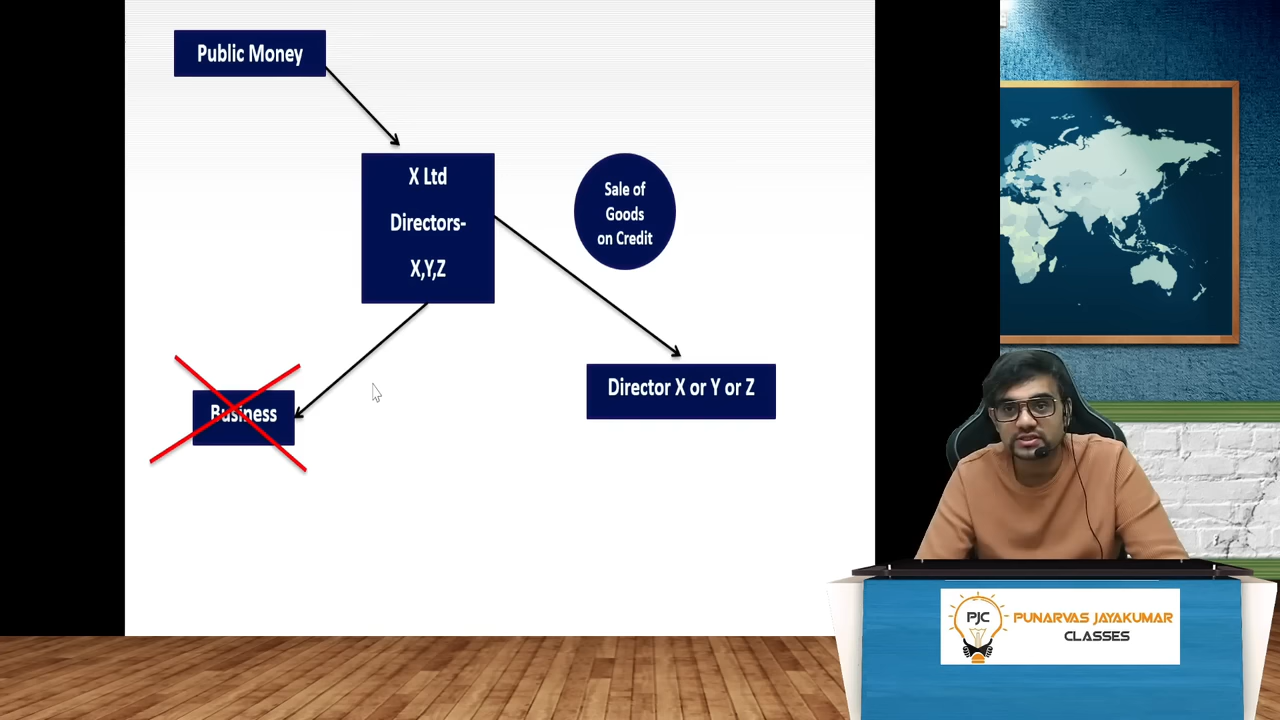 Public Money
X Ltd
Directors-
X,Y,Z
Sale of
Goods
on Credit
Director X or Y or Z
Business
PJC
PUNARVAS JAYAKUMAR
CLASSES